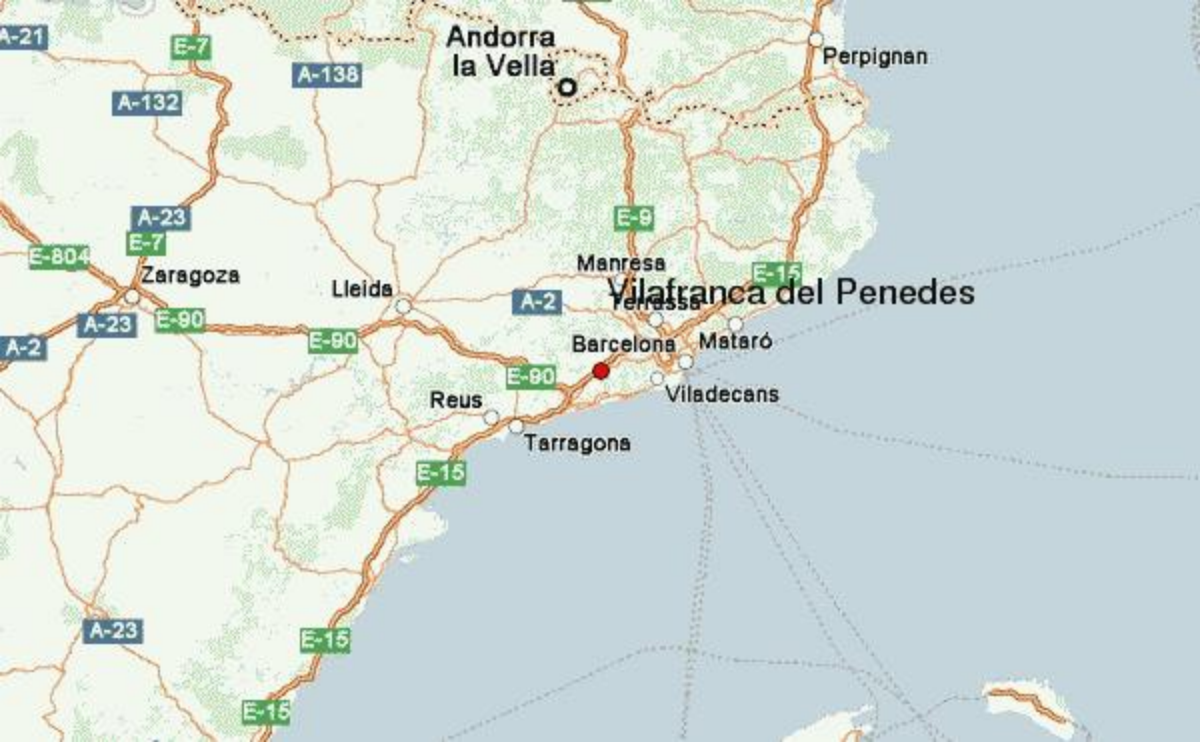 A-21
E-7
Andorra
la Vella
Perpignan
A-138
A-132
A-23
E-9
E-7
E-804
Manresa
E-15
Zaragoza
Lleida
A-2
Vilafranca del Penedes
Terrassa
A-23
E-90
E-90
A-2
Barcelona
Mataró
E-90
Viladecans
Reus
Tarragona
E-15
A-23
E-15
E-15